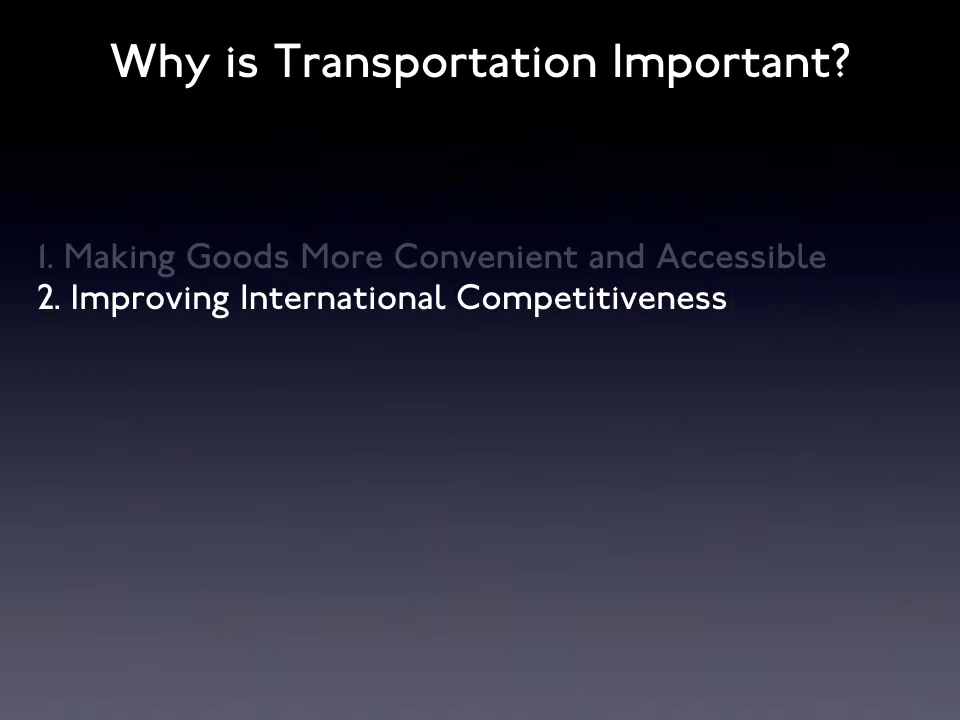 Why is Transportation Important?
1. Making Goods More Convenient and Accessible
2. Improving International Competitiveness